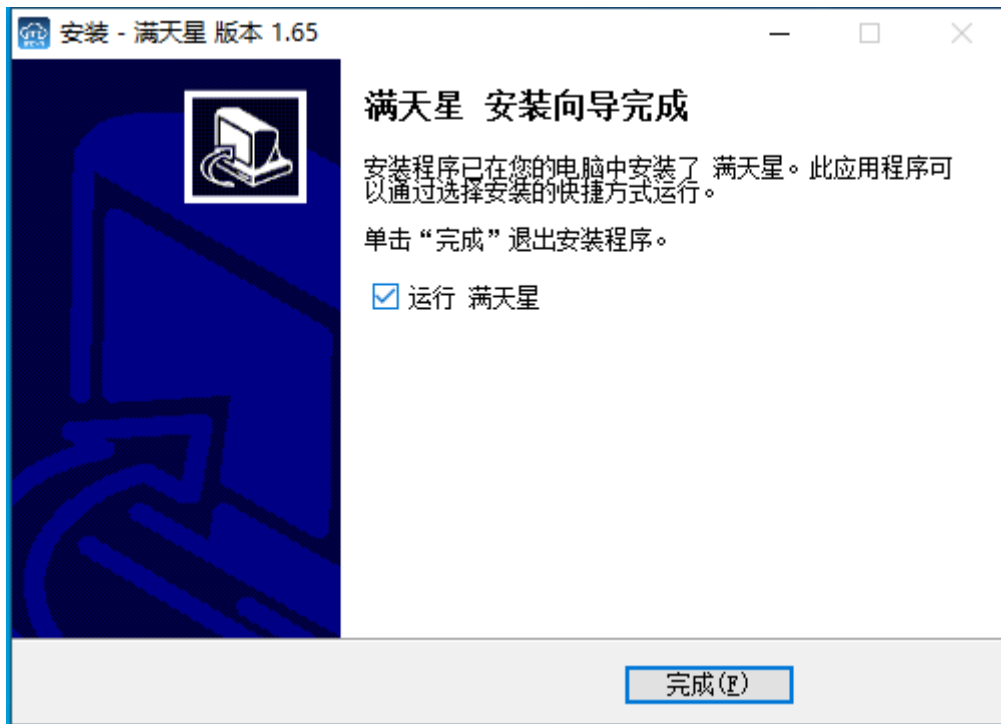 安装 - 满天星 版本 1.65
满天星 安装向导完成
安装程序已在您的电脑中安装了 满天星。此应用程序可
以通过选择安装的快捷方式运行。
单击“完成”退出安装程序。
运行 满天星
完成(F)